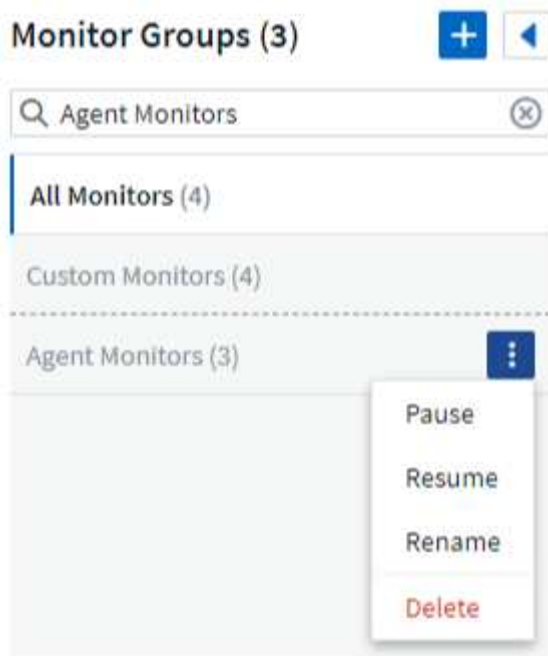 Monitor Groups (3)
Agent Monitors
All Monitors (4)
Custom Monitors (4)
Agent Monitors (3)
Pause
Resume
Rename
Delete